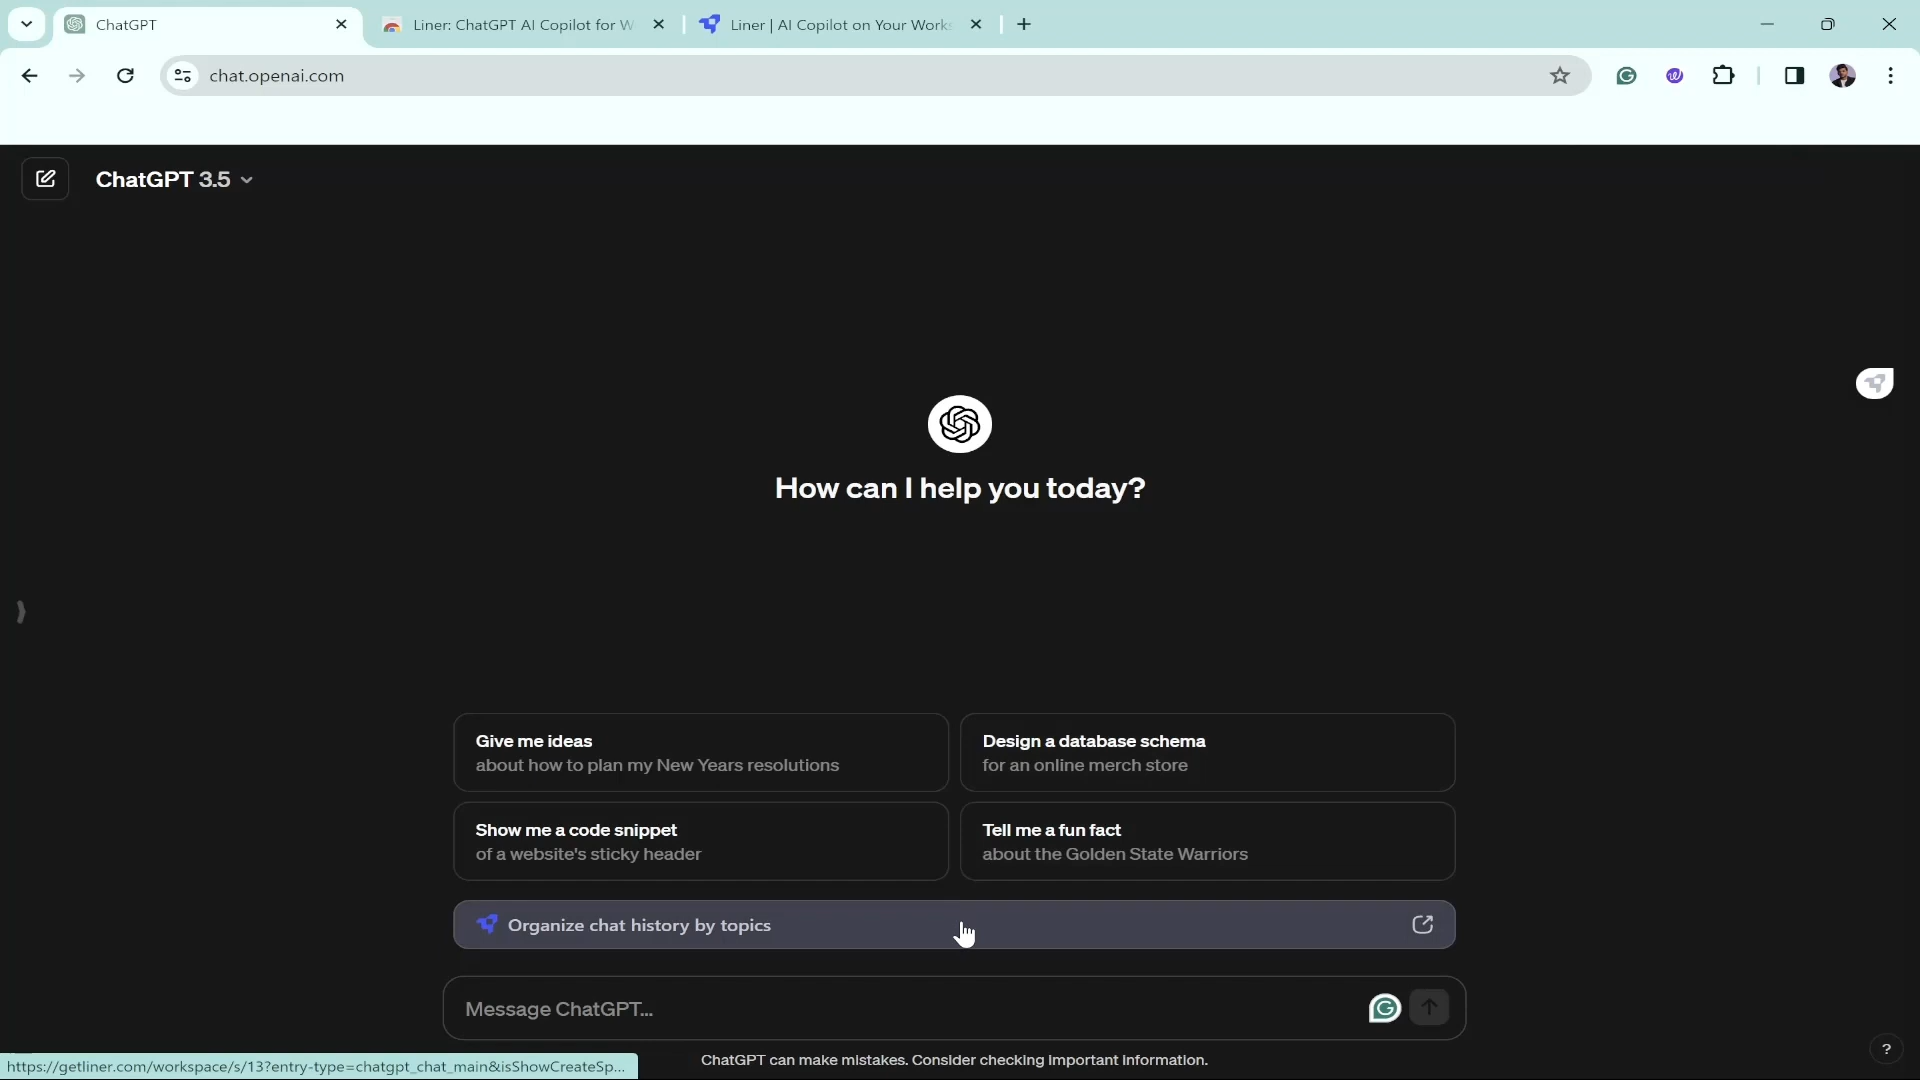 ChatGPT
Liner: ChatGPT AI Copilot for W
Liner | AI Copilot on Your Works
chat.openai.com
ChatGPT 3.5
How can I help you today?
Give me ideas
about how to plan my New Years resolutions
Design a database schema
for an online merch store
Show me a code snippet
of a website's sticky header
Tell me a fun fact
about the Golden State Warriors
Organize chat history by topics
Message ChatGPT...
ChatGPT can make mistakes. Consider checking important information.
?
https://getliner.com/workspace/s/13?entry-type=chatgpt_chat_main&isShowCreateSp...